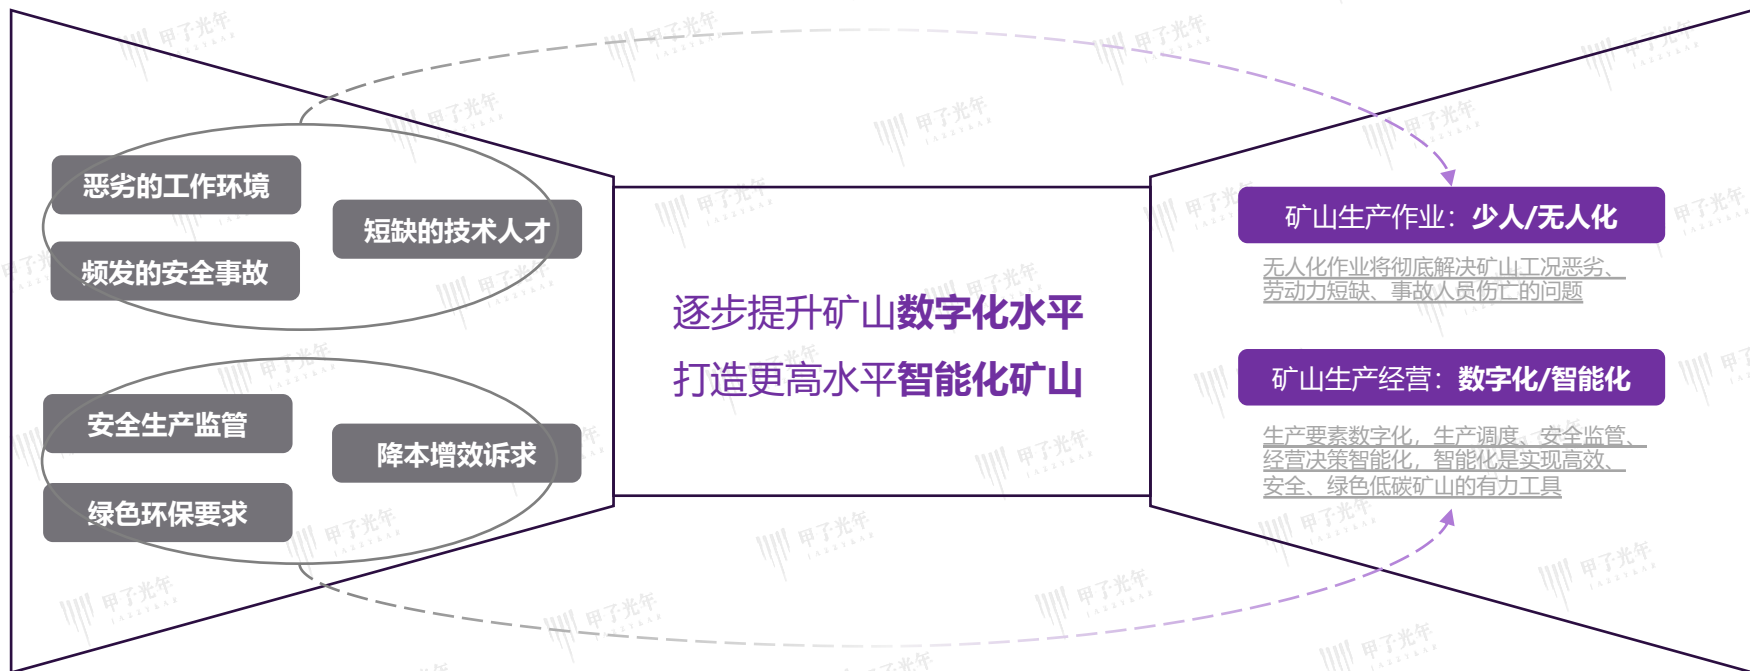 恶劣的工作环境
短缺的技术人才
频发的安全事故
安全生产监管
降本增效诉求
绿色环保要求
逐步提升矿山数字化水平
打造更高水平智能化矿山
矿山生产作业：少人/无人化
无人化作业将彻底解决矿山工况恶劣、
劳动力短缺、事故人员伤亡的问题
矿山生产经营：数字化/智能化
生产要素数字化，生产调度、安全监管、
经营决策智能化，智能化是实现高效、
安全、绿色低碳矿山的有力工具
甲子光年